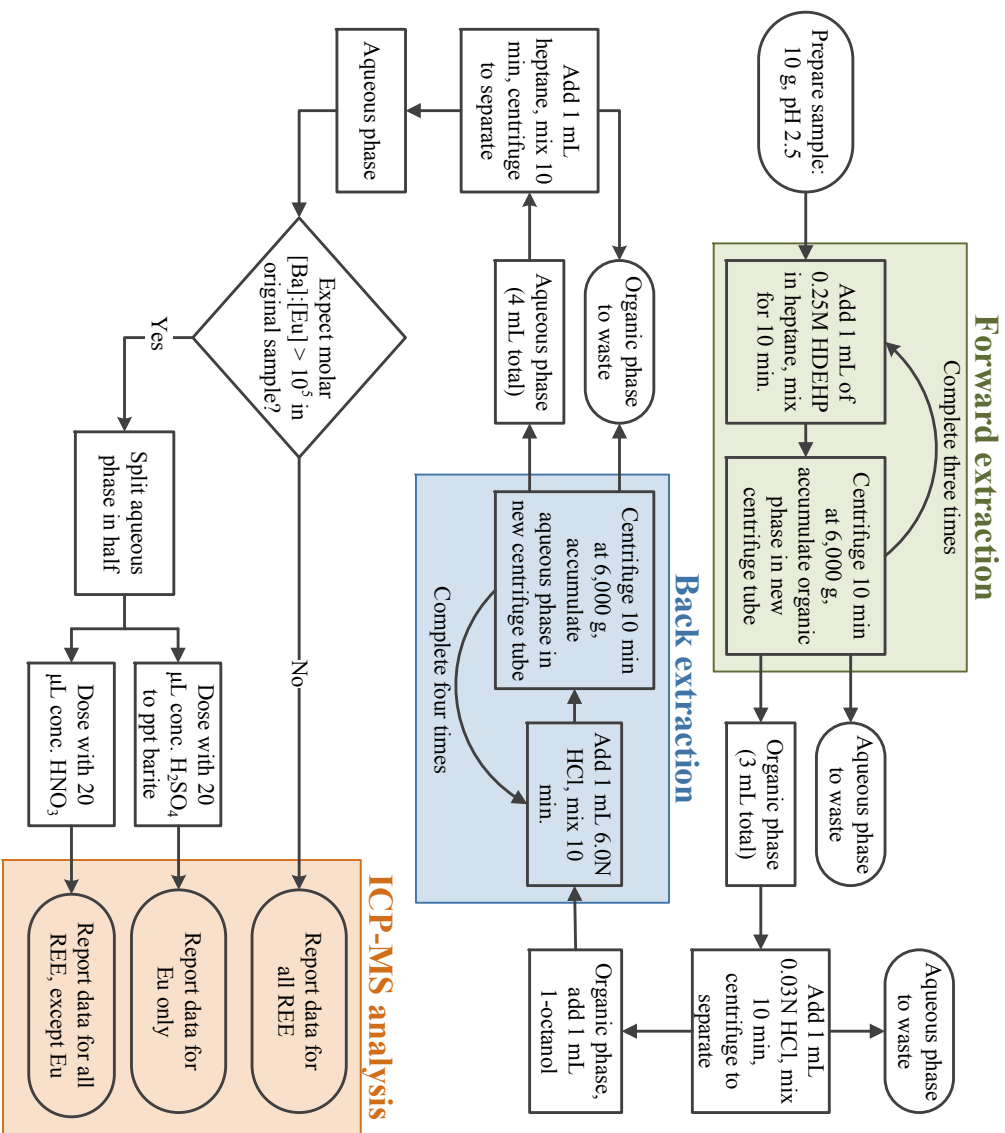 Forward extraction
Prepare sample:
10 g, pH 2.5
Add 1 mL of
0.25M HDEHP
in heptane, mix
for 10 min.
Complete three times
Centrifuge 10 min
at 6,000 g,
accumulate organic
phase in new
centrifuge tube
Aqueous phase
to waste
Organic phase
(3 mL total)
Add 1 mL
0.03N HCl, mix
10 min,
centrifuge to
separate
Aqueous phase
to waste
Organic phase,
add 1 mL
1-octanol
Back extraction
Add 1 mL 6.0N
HCl, mix 10
min.
Centrifuge 10 min
at 6,000 g,
accumulate
aqueous phase in
new centrifuge tube
Complete four times
Organic phase
to waste
Aqueous phase
(4 mL total)
Add 1 mL
heptane, mix 10
min, centrifuge
to separate
Aqueous phase
Expect molar
[Ba]:[Eu] > 10⁵ in
original sample?
No
Yes
Split aqueous
phase in half
Dose with 20
μL conc. H₂SO₄
to ppt barite
Dose with 20
μL conc. HNO₃
ICP-MS analysis
Report data for
all REE
Report data for
Eu only
Report data for all
REE, except Eu